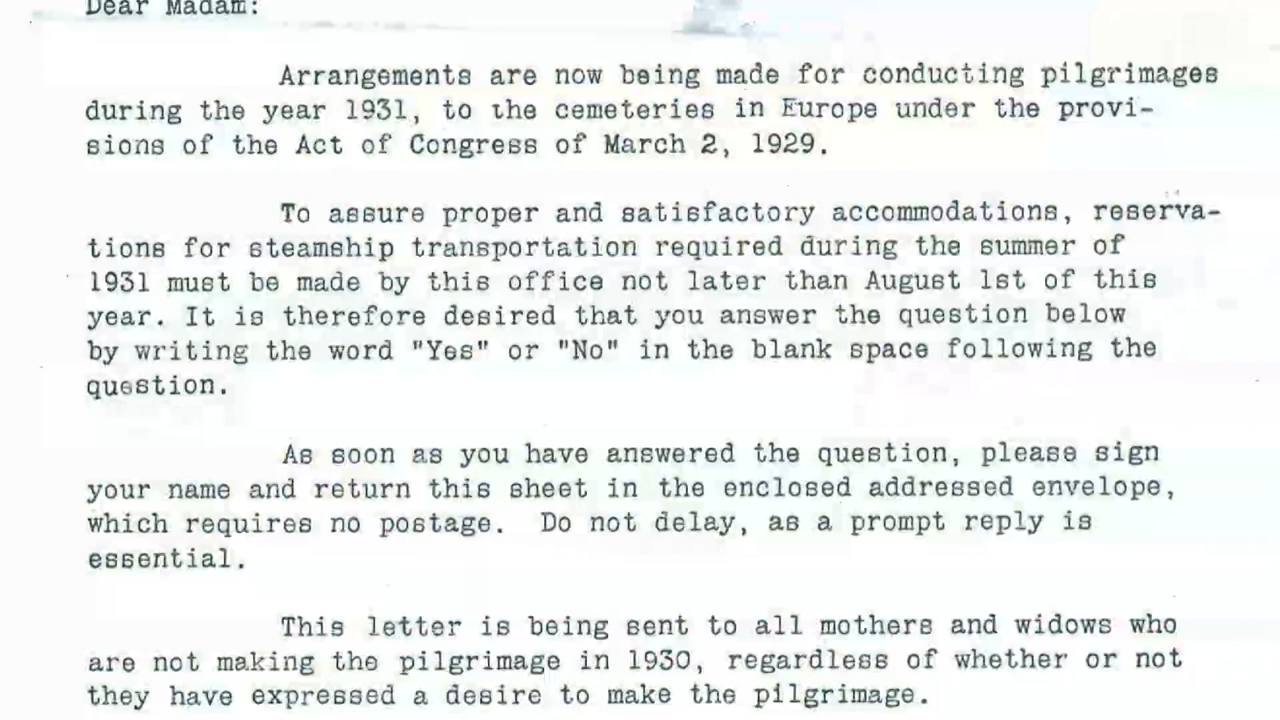 Dear Madam:
Arrangements are now being made for conducting pilgrimages
during the year 1931, to the cemeteries in Europe under the provi-
sions of the Act of Congress of March 2, 1929.
To assure proper and satisfactory accommodations, reserva-
tions for steamship transportation required during the summer of
1931 must be made by this office not later than August 1st of this
year. It is therefore desired that you answer the question below
by writing the word "Yes" or "No" in the blank space following the
question.
As soon as you have answered the question, please sign
your name and return this sheet in the enclosed addressed envelope,
which requires no postage. Do not delay, as a prompt reply is
essential.
This letter is being sent to all mothers and widows who
are not making the pilgrimage in 1930, regardless of whether or not
they have expressed a desire to make the pilgrimage.